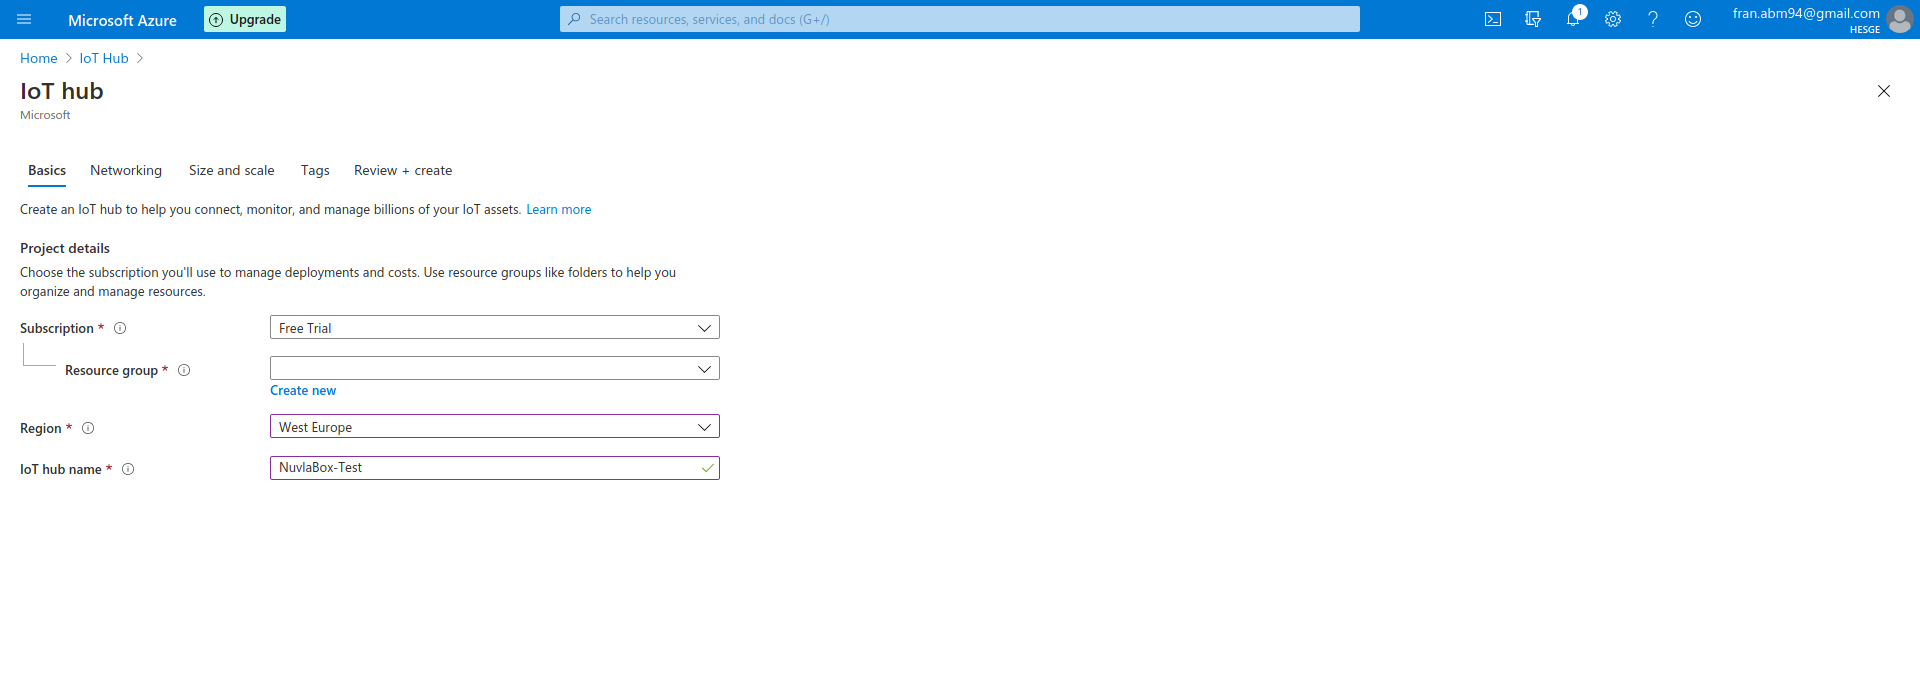 Microsoft Azure
Upgrade
Search resources, services, and docs (G+/)
1
fran.abm94@gmail.com
HESGE
Home > IoT Hub >
IoT hub
Microsoft
Basics Networking Size and scale Tags Review + create
Create an IoT hub to help you connect, monitor, and manage billions of your IoT assets. Learn more
Project details
Choose the subscription you'll use to manage deployments and costs. Use resource groups like folders to help you
organize and manage resources.
Subscription * Free Trial
Resource group *
Create new
Region * West Europe
IoT hub name * NuvlaBox-Test